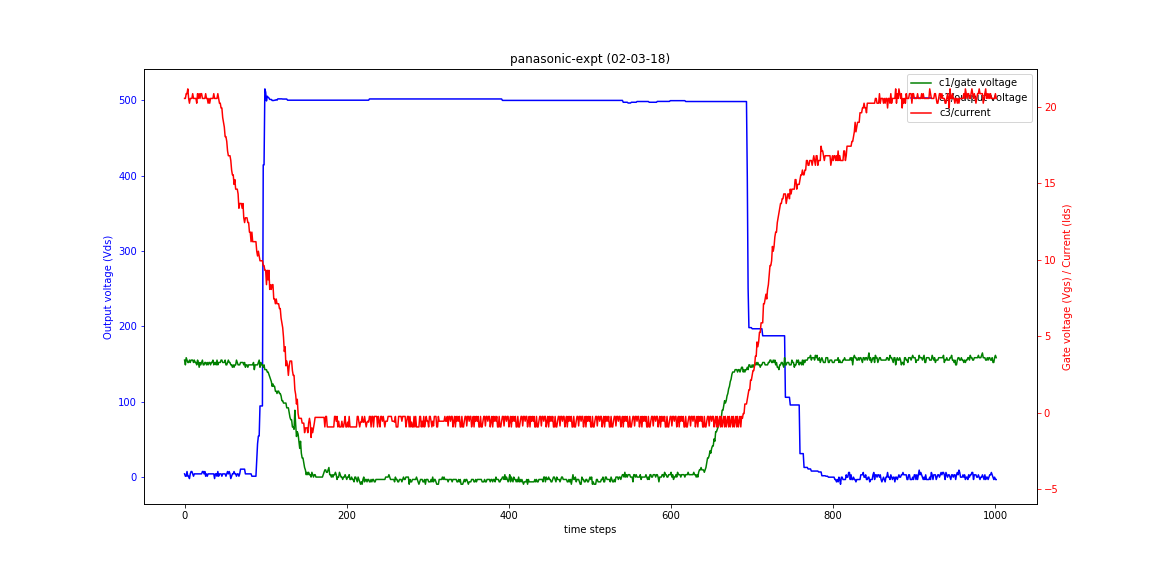 panasonic-expt (02-03-18)
c1/gate voltage
voltage
c3/current
Output voltage (Vds)
500
400
300
200
100
0
20
15
10
5
0
−5
Gate voltage (Vgs) / Current (Ids)
0
200
400
600
800
1000
time steps